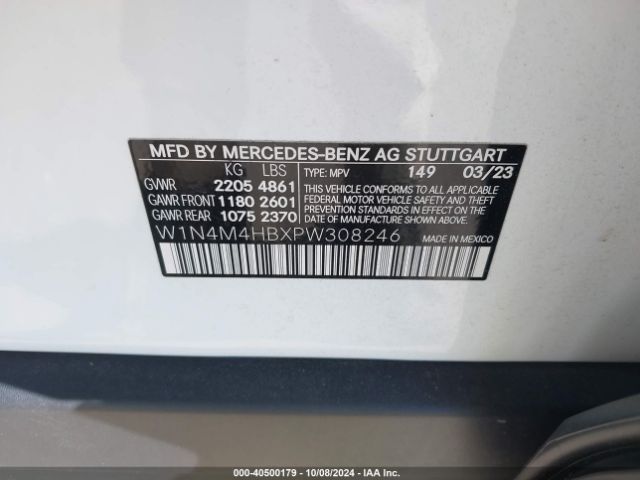 MFD BY MERCEDES-BENZ AG STUTTGART
KG LBS TYPE: MPV 149 03/23
GVWR 2205 4861
GAWR FRONT 1180 2601
GAWR REAR 1075 2370
THIS VEHICLE CONFORMS TO ALL APPLICABLE
FEDERAL MOTOR VEHICLE SAFETY AND THEFT
PREVENTION STANDARDS IN EFFECT ON THE
DATE OF MANUFACTURE SHOWN ABOVE.
W1N4M4HBXPW308246 MADE IN MEXICO
000-40500179 - 10/08/2024 - IAA Inc.